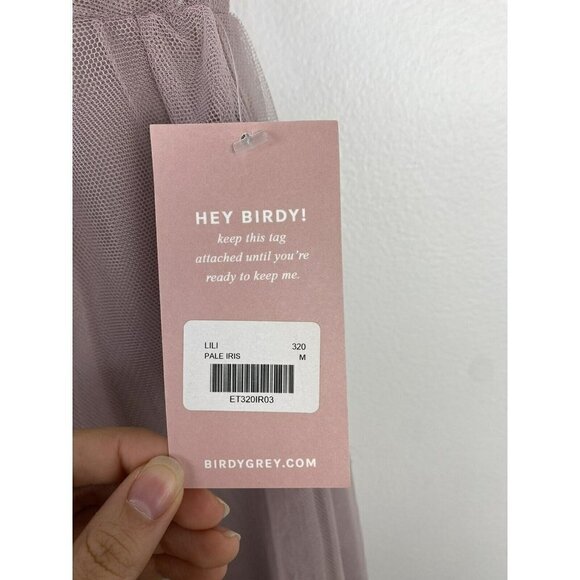 HEY BIRDY!
keep this tag
attached until you're
ready to keep me.
LILI 320
PALE IRIS M
ET320IR03
BIRDYGREY.COM